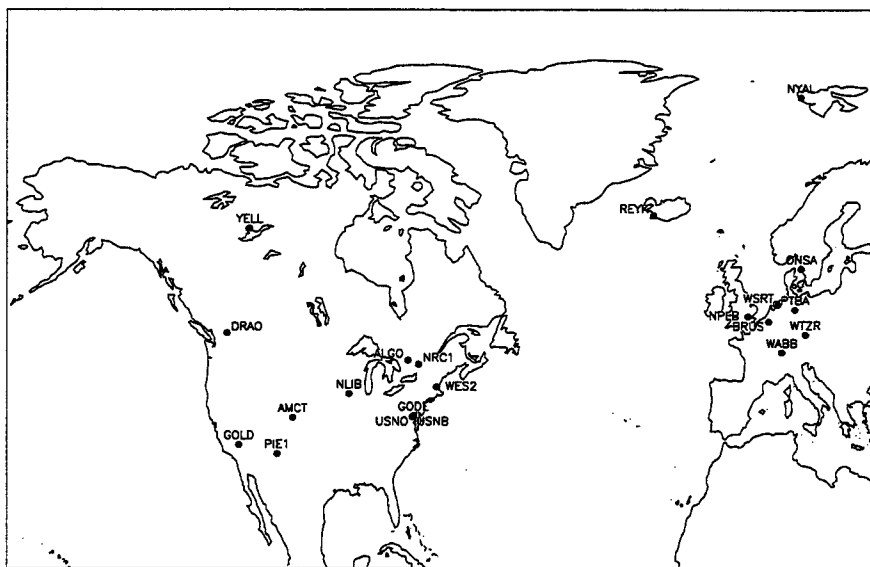 NYAL
REYK
YELL
ONSA
WSRT
PTBA
NPEB
BRUS
WTZR
WABB
DRAO
ALGO
NRC1
NLIB
WES2
AMCT
GODE
USNO
USNB
GOLD
PIE1